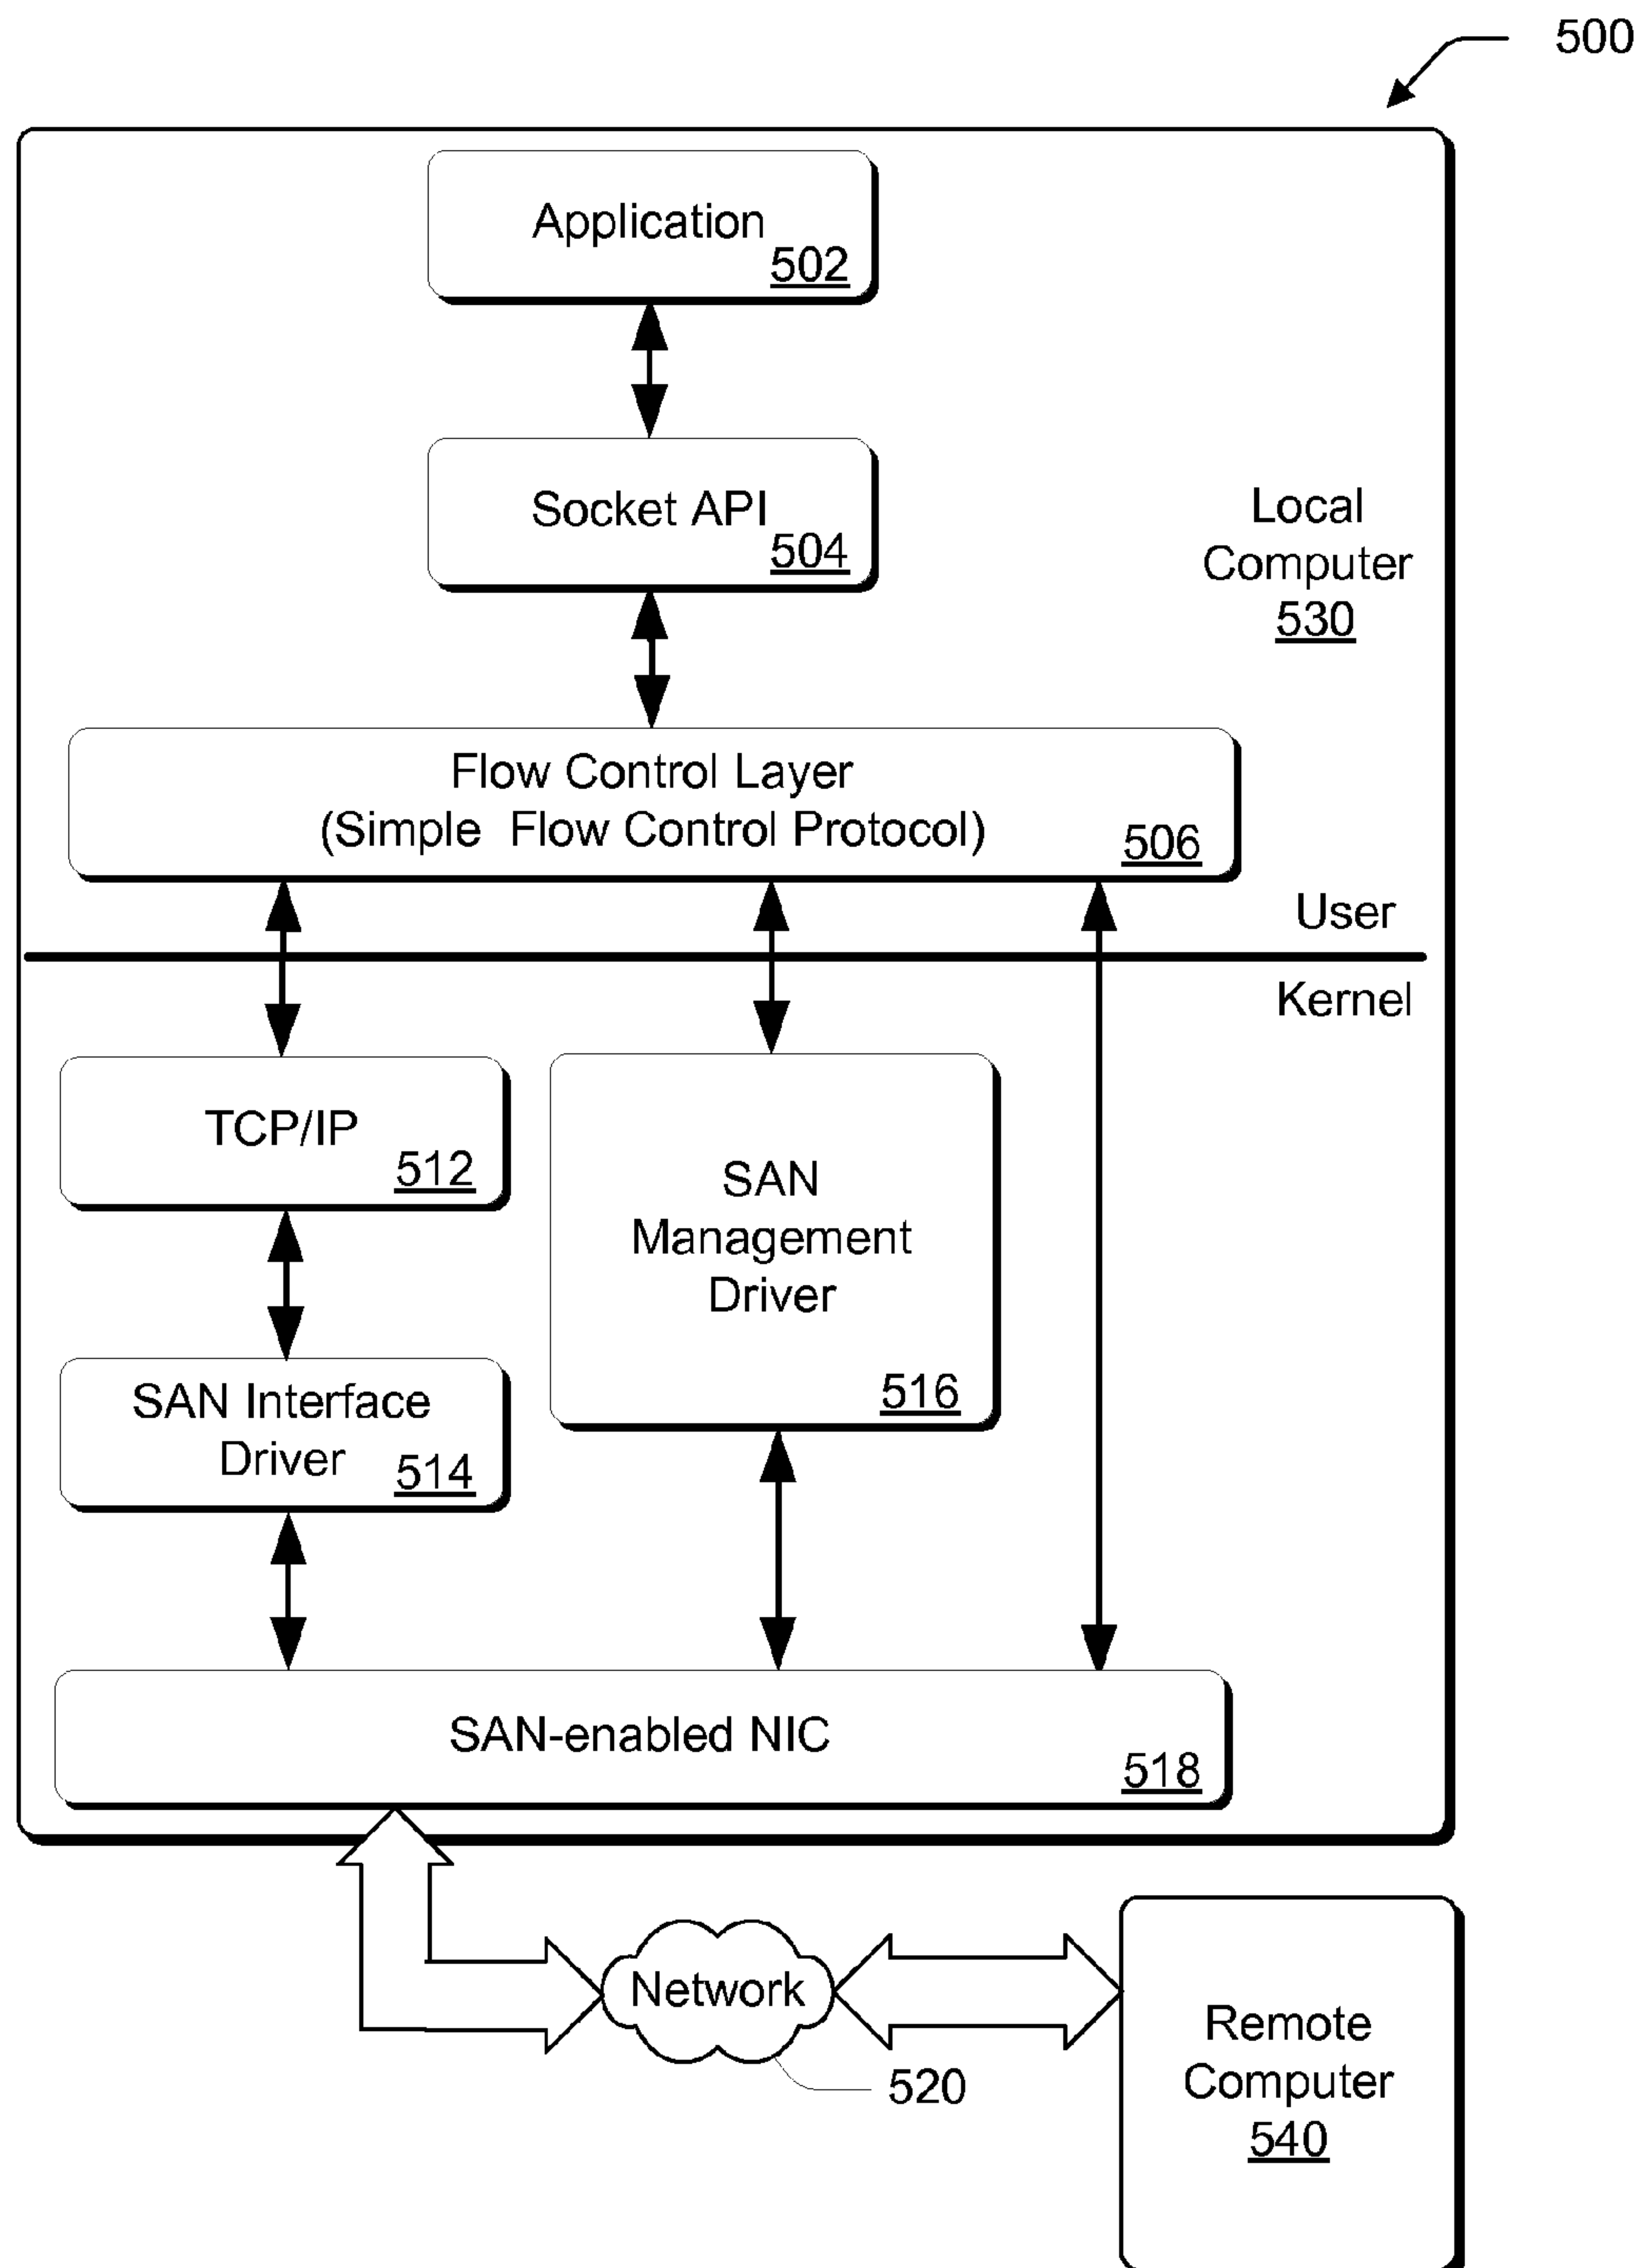 500
Application
502
Socket API
504
Local
Computer
530
Flow Control Layer
(Simple Flow Control Protocol)
506
User
Kernel
TCP/IP
512
SAN
Management
Driver
516
SAN Interface
Driver
514
SAN-enabled NIC
518
Network
520
Remote
Computer
540